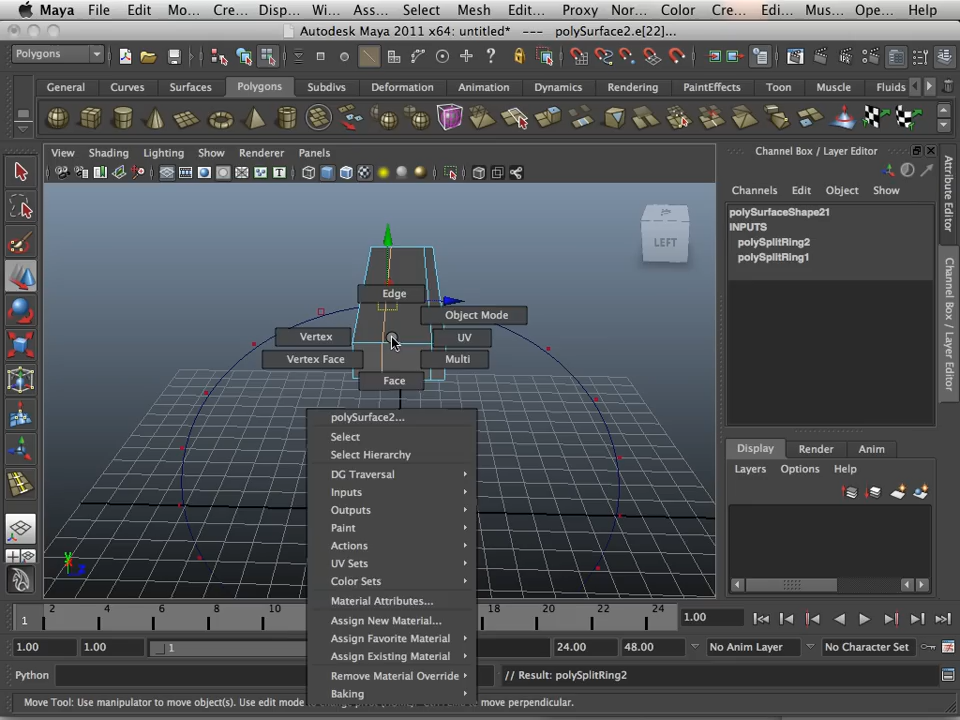 Maya File Edit Mo... Cre... Disp... Wi... Ass... Select Mesh Edit... Proxy Nor... Color Cre... Edi... Mus... Ope... Help
Autodesk Maya 2011 x64: untitled* --- polySurface2.e[22]...
Polygons
General Curves Surfaces Polygons Subdivs Deformation Animation Dynamics Rendering PaintEffects Toon Muscle Fluids
View Shading Lighting Show Renderer Panels
Channel Box / Layer Editor
Channels Edit Object Show
polySurfaceShape21
INPUTS
polySplitRing2
polySplitRing1
Attribute Editor
Channel Box / Layer Editor
LEFT
Edge
Object Mode
Vertex
UV
Vertex Face
Multi
Face
polySurface2...
Select
Select Hierarchy
DG Traversal
Inputs
Outputs
Paint
Actions
UV Sets
Color Sets
Material Attributes...
Assign New Material...
Assign Favorite Material
Assign Existing Material
Remove Material Override
Baking
Display Render Anim
Layers Options Help
y
z
1 2 4 6 8 10 16 18 20 22 24 1.00
1.00 1.00 1 24.00 48.00 No Anim Layer No Character Set
Python // Result: polySplitRing2
Move Tool: Use manipulator to move object(s). Use edit m perpendicular.